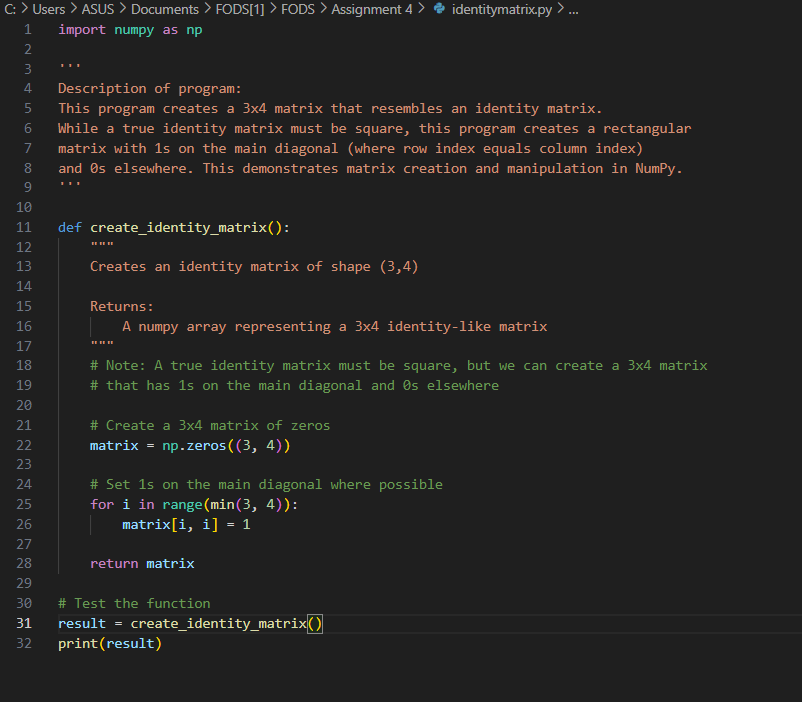 C: > Users > ASUS > Documents > FODS[1] > FODS > Assignment 4 > identitymatrix.py > ...
1 import numpy as np
2
3 '''
4 Description of program:
5 This program creates a 3x4 matrix that resembles an identity matrix.
6 While a true identity matrix must be square, this program creates a rectangular
7 matrix with 1s on the main diagonal (where row index equals column index)
8 and 0s elsewhere. This demonstrates matrix creation and manipulation in NumPy.
9 '''
10
11 def create_identity_matrix():
12     """
13     Creates an identity matrix of shape (3,4)
14
15     Returns:
16         A numpy array representing a 3x4 identity-like matrix
17     """
18     # Note: A true identity matrix must be square, but we can create a 3x4 matrix
19     # that has 1s on the main diagonal and 0s elsewhere
20
21     # Create a 3x4 matrix of zeros
22     matrix = np.zeros((3, 4))
23
24     # Set 1s on the main diagonal where possible
25     for i in range(min(3, 4)):
26         matrix[i, i] = 1
27
28     return matrix
29
30 # Test the function
31 result = create_identity_matrix()
32 print(result)